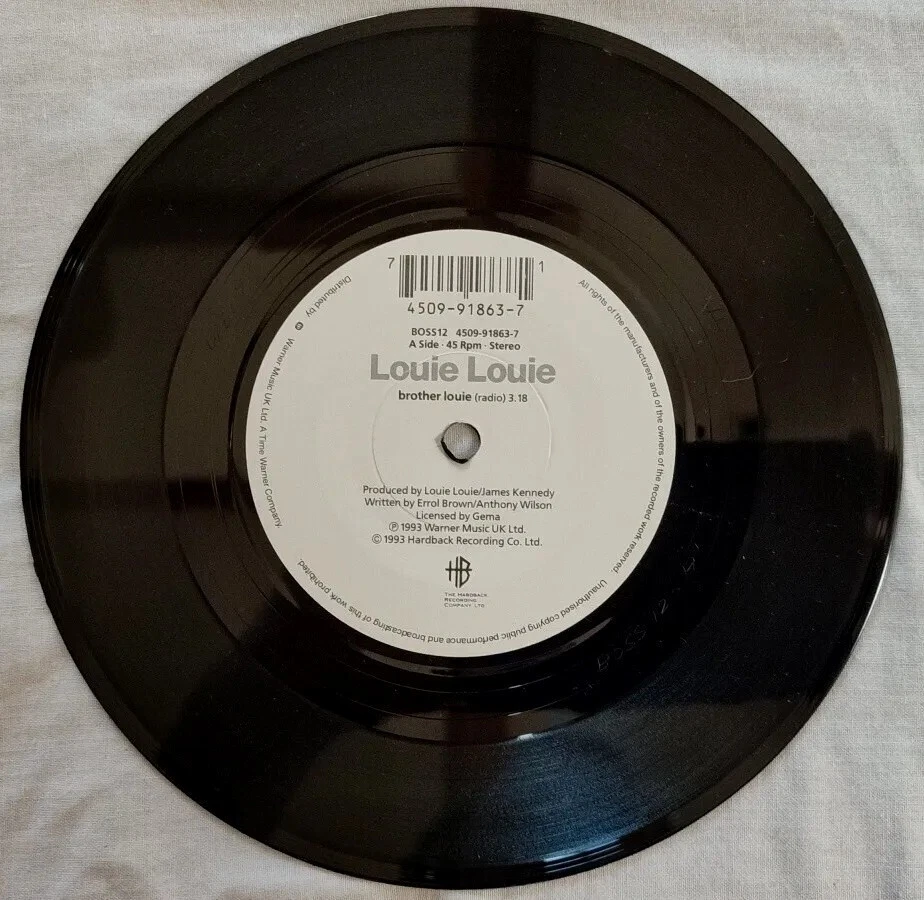 7 1
4509-91863-7
BOSS12 4509-91863-7
A Side · 45 Rpm · Stereo
Louie Louie
brother louie (radio) 3.18
Produced by Louie Louie/James Kennedy
Written by Errol Brown/Anthony Wilson
Licensed by Gema
Ⓟ 1993 Warner Music UK Ltd.
© 1993 Hardback Recording Co. Ltd.
HB
THE HARDBACK
RECORDING
COMPANY LTD
All rights of the manufacturers and of the owners of the recorded work reserved. Unauthorised copying public performance and broadcasting of this work prohibited.
Distributed by Warner Music UK Ltd. A Time Warner Company.
BOSS 12